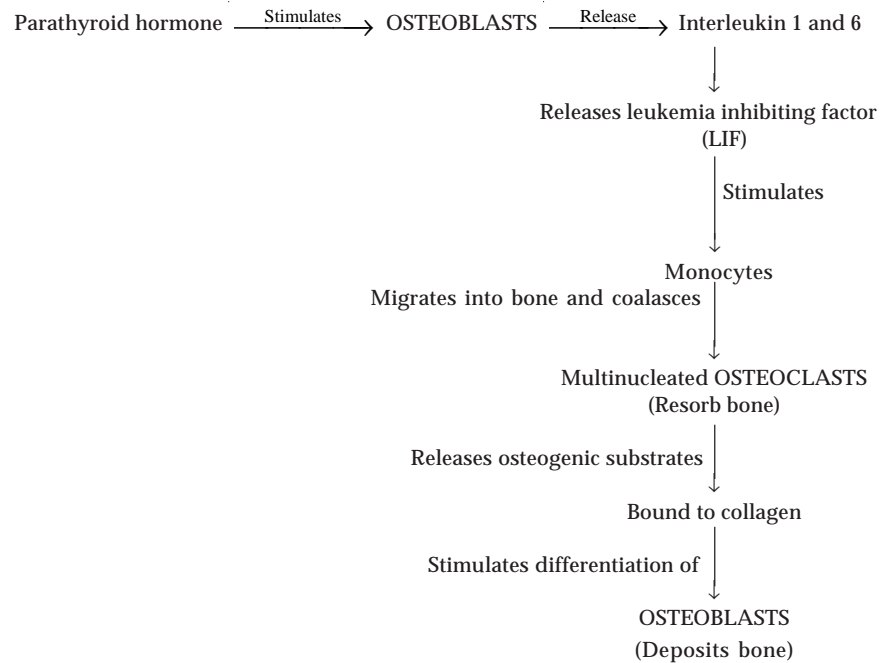 Parathyroid hormone Stimulates OSTEOBLASTS Release Interleukin 1 and 6
Releases leukemia inhibiting factor
(LIF)
Stimulates
Monocytes
Migrates into bone and coalasces
Multinucleated OSTEOCLASTS
(Resorb bone)
Releases osteogenic substrates
Bound to collagen
Stimulates differentiation of
OSTEOBLASTS
(Deposits bone)